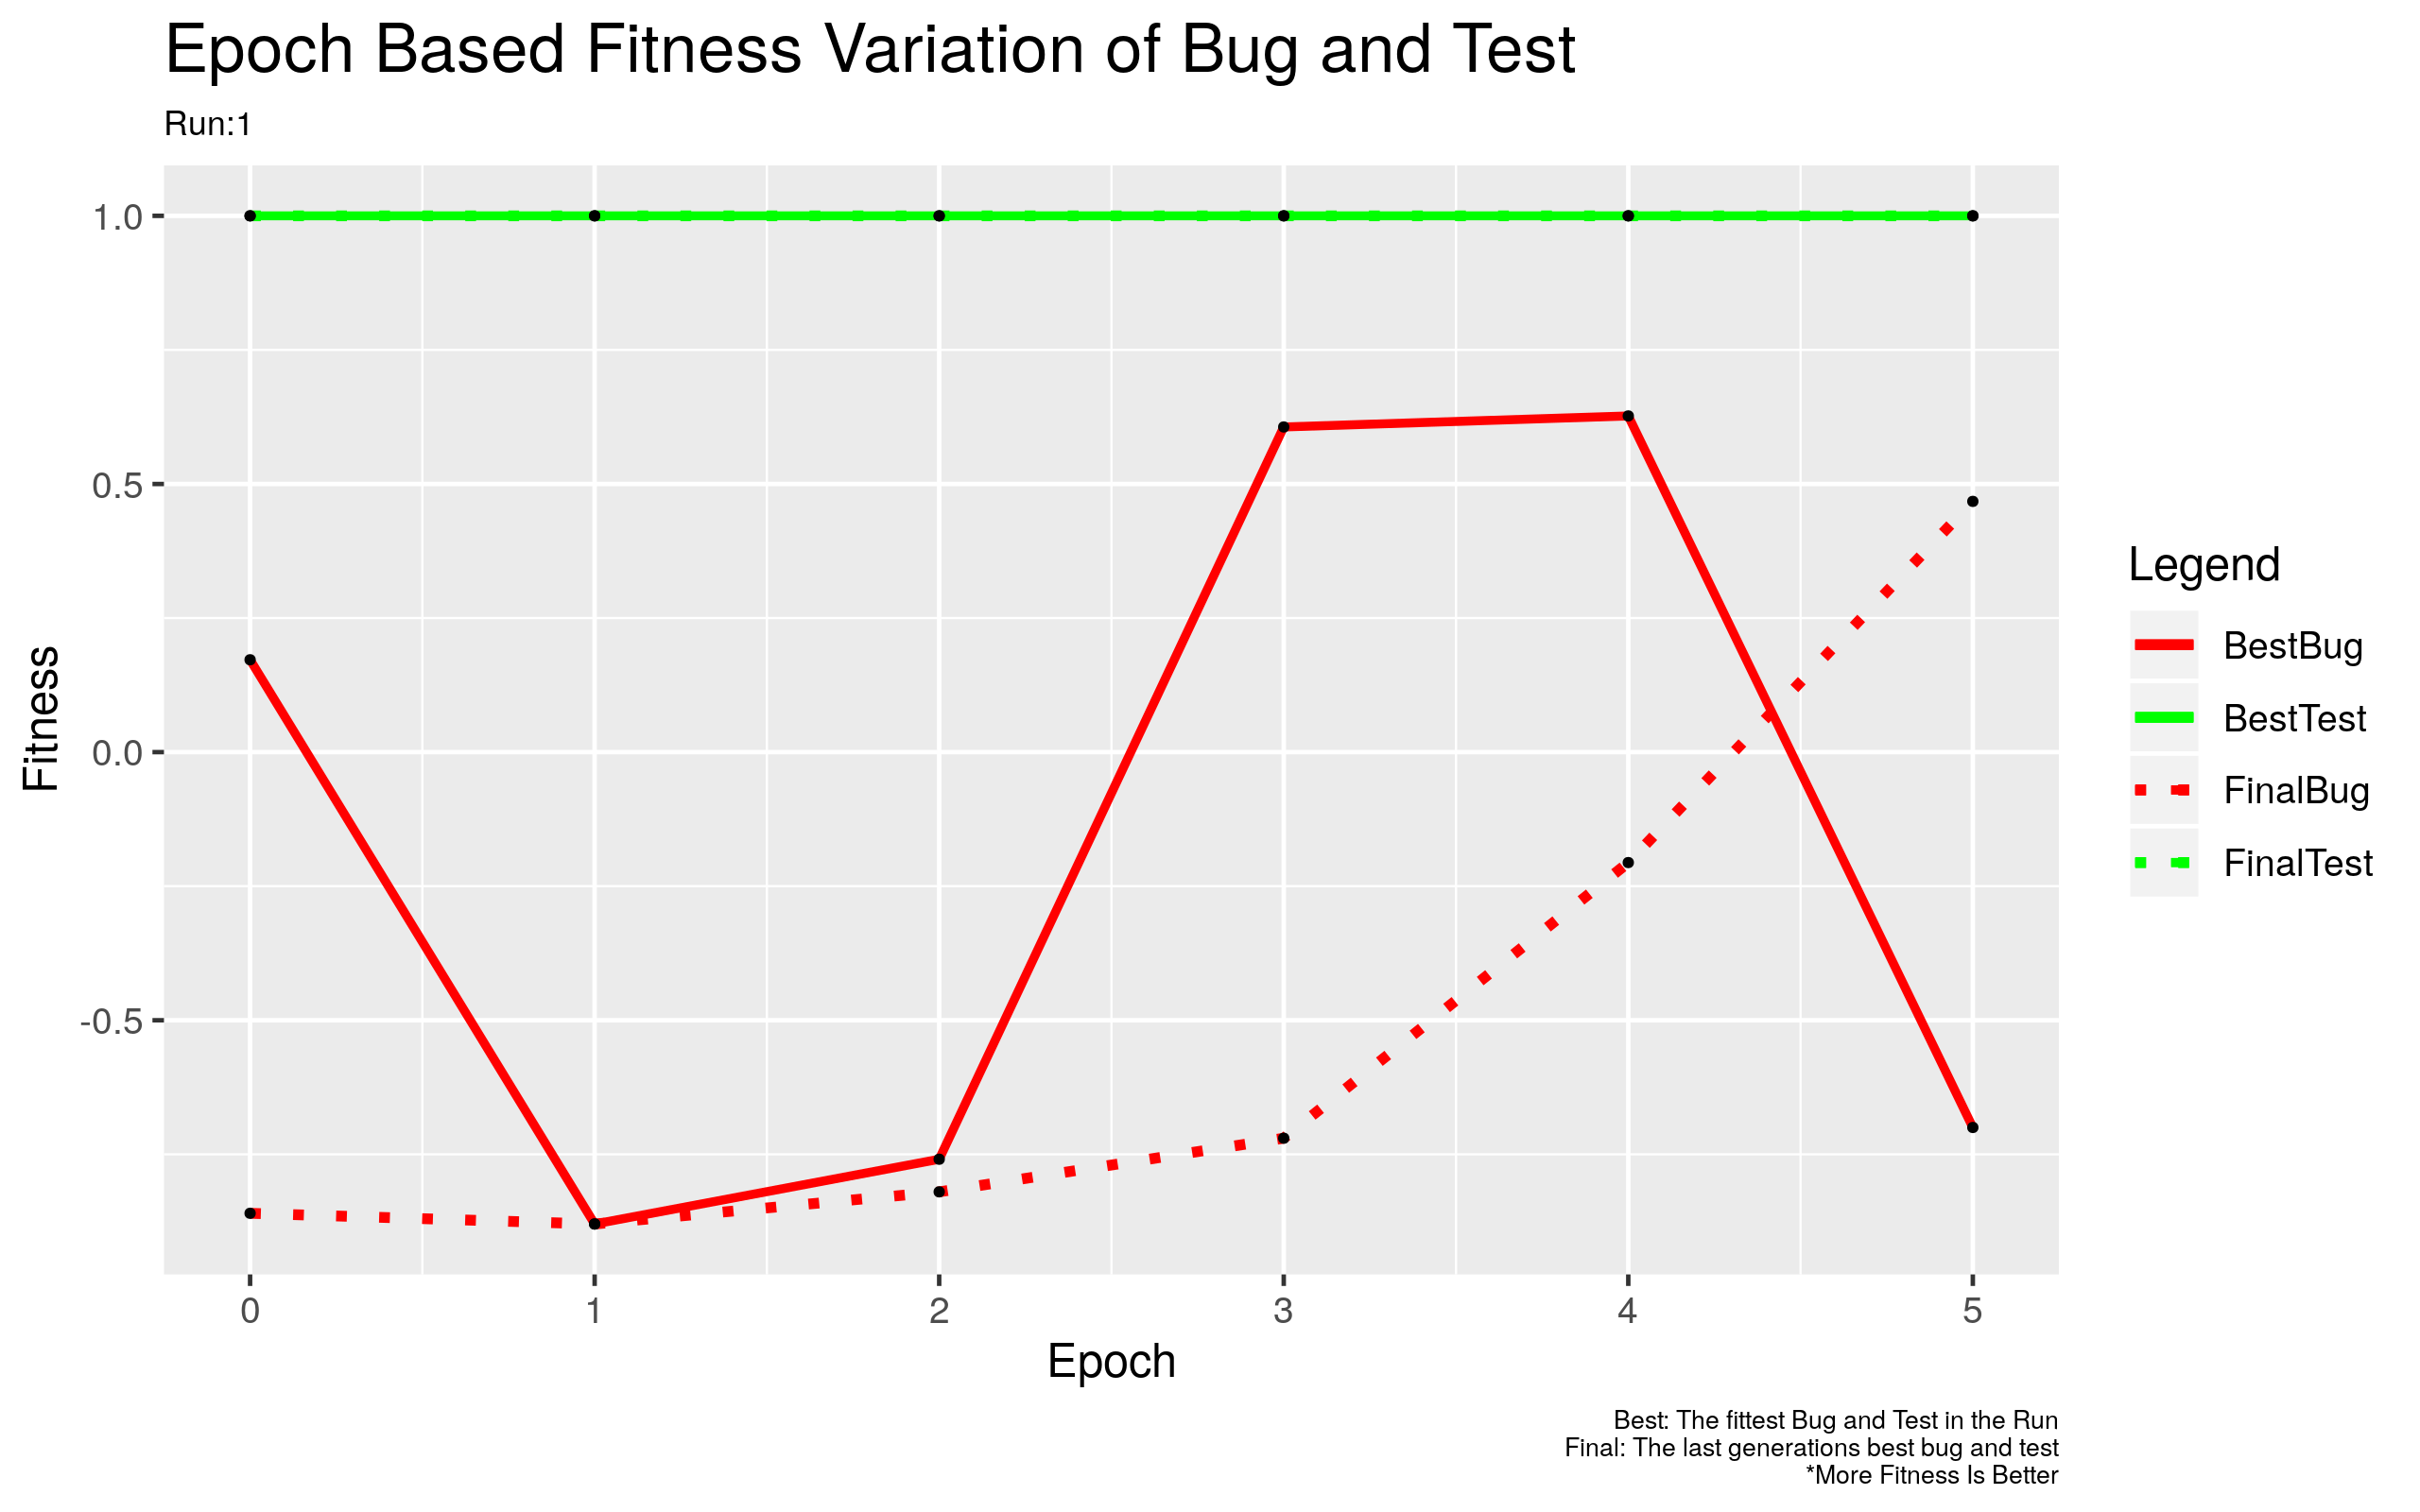 Epoch Based Fitness Variation of Bug and Test
Run:1
1.0
0.5
0.0
-0.5
Fitness
0 1 2 3 4 5
Epoch
Legend
BestBug
BestTest
FinalBug
FinalTest
Best: The fittest Bug and Test in the Run
Final: The last generations best bug and test
*More Fitness Is Better